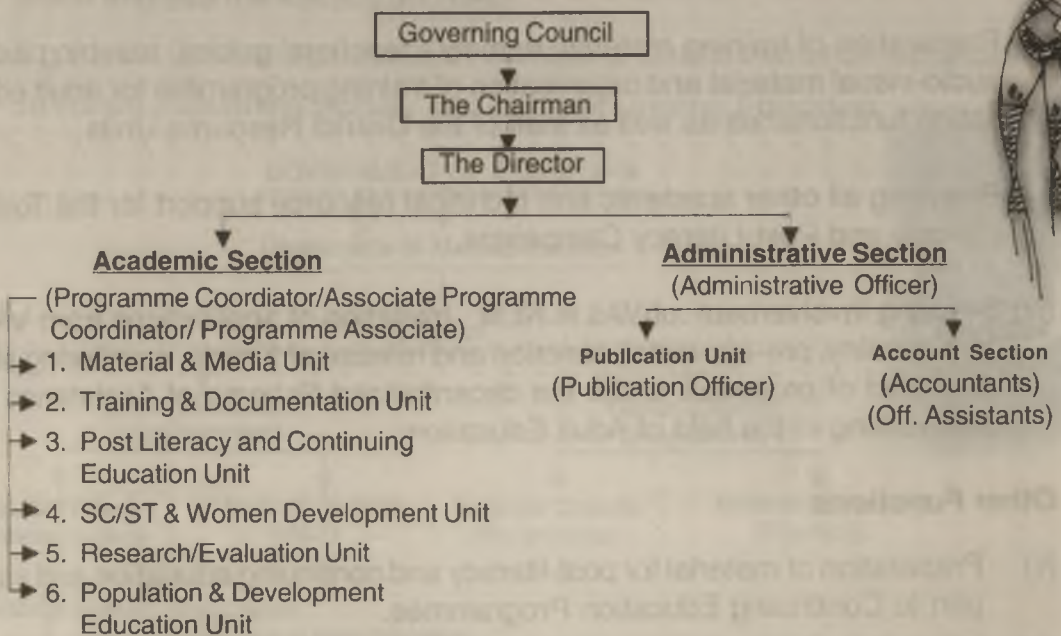 Governing Council
The Chairman
The Director
Academic Section
(Programme Coordiator/Associate Programme
Coordinator/ Programme Associate)
1. Material & Media Unit
2. Training & Documentation Unit
3. Post Literacy and Continuing
Education Unit
4. SC/ST & Women Development Unit
5. Research/Evaluation Unit
6. Population & Development
Education Unit
Administrative Section
(Administrative Officer)
Publication Unit
(Publication Officer)
Account Section
(Accountants)
(Off. Assistants)